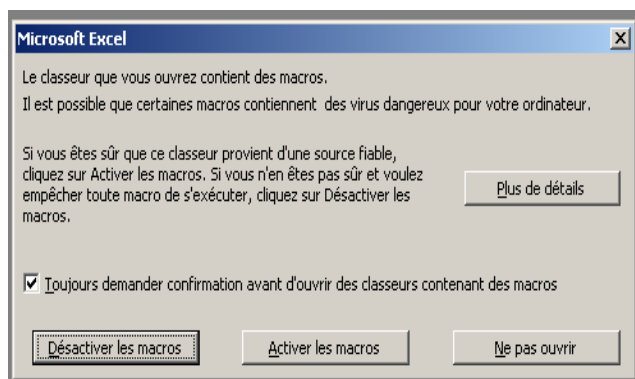 Microsoft Excel
Le classeur que vous ouvrez contient des macros.
Il est possible que certaines macros contiennent des virus dangereux pour votre ordinateur.
Si vous êtes sûr que ce classeur provient d'une source fiable,
cliquez sur Activer les macros. Si vous n'en êtes pas sûr et voulez
empêcher toute macro de s'exécuter, cliquez sur Désactiver les
macros.
Plus de détails
Toujours demander confirmation avant d'ouvrir des classeurs contenant des macros
Désactiver les macros
Activer les macros
Ne pas ouvrir